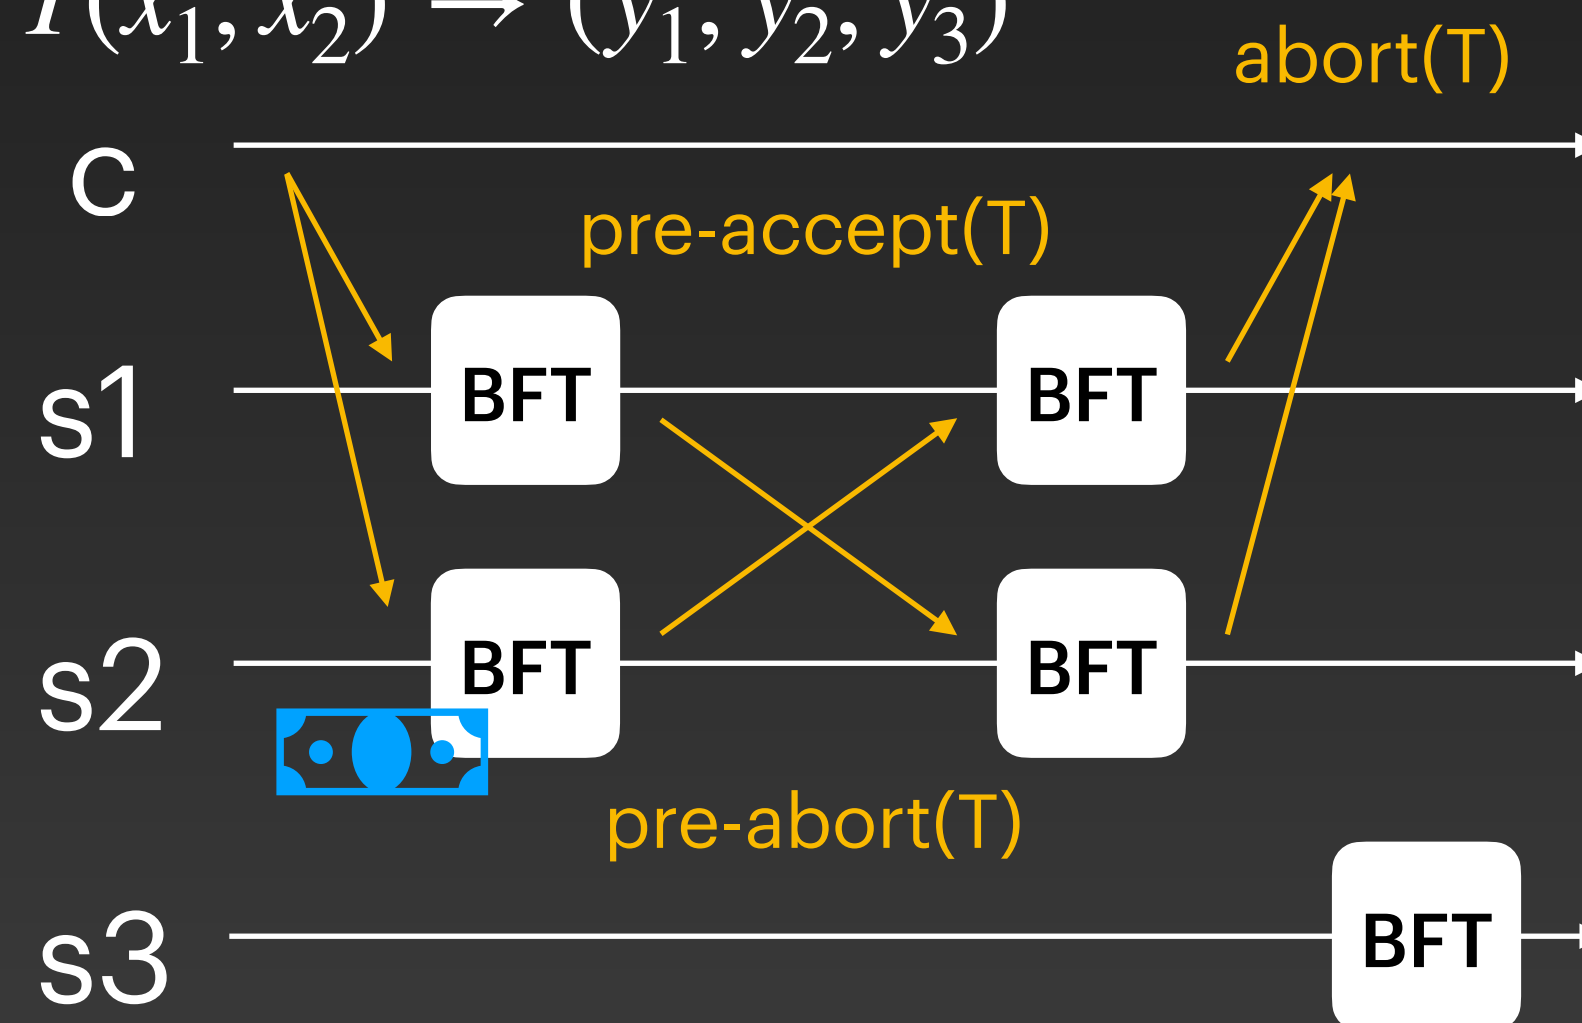 T(x₁, x₂) → (y₁, y₂, y₃)
abort(T)
c
pre-accept(T)
s1 BFT BFT
s2 BFT BFT
pre-abort(T)
s3 BFT